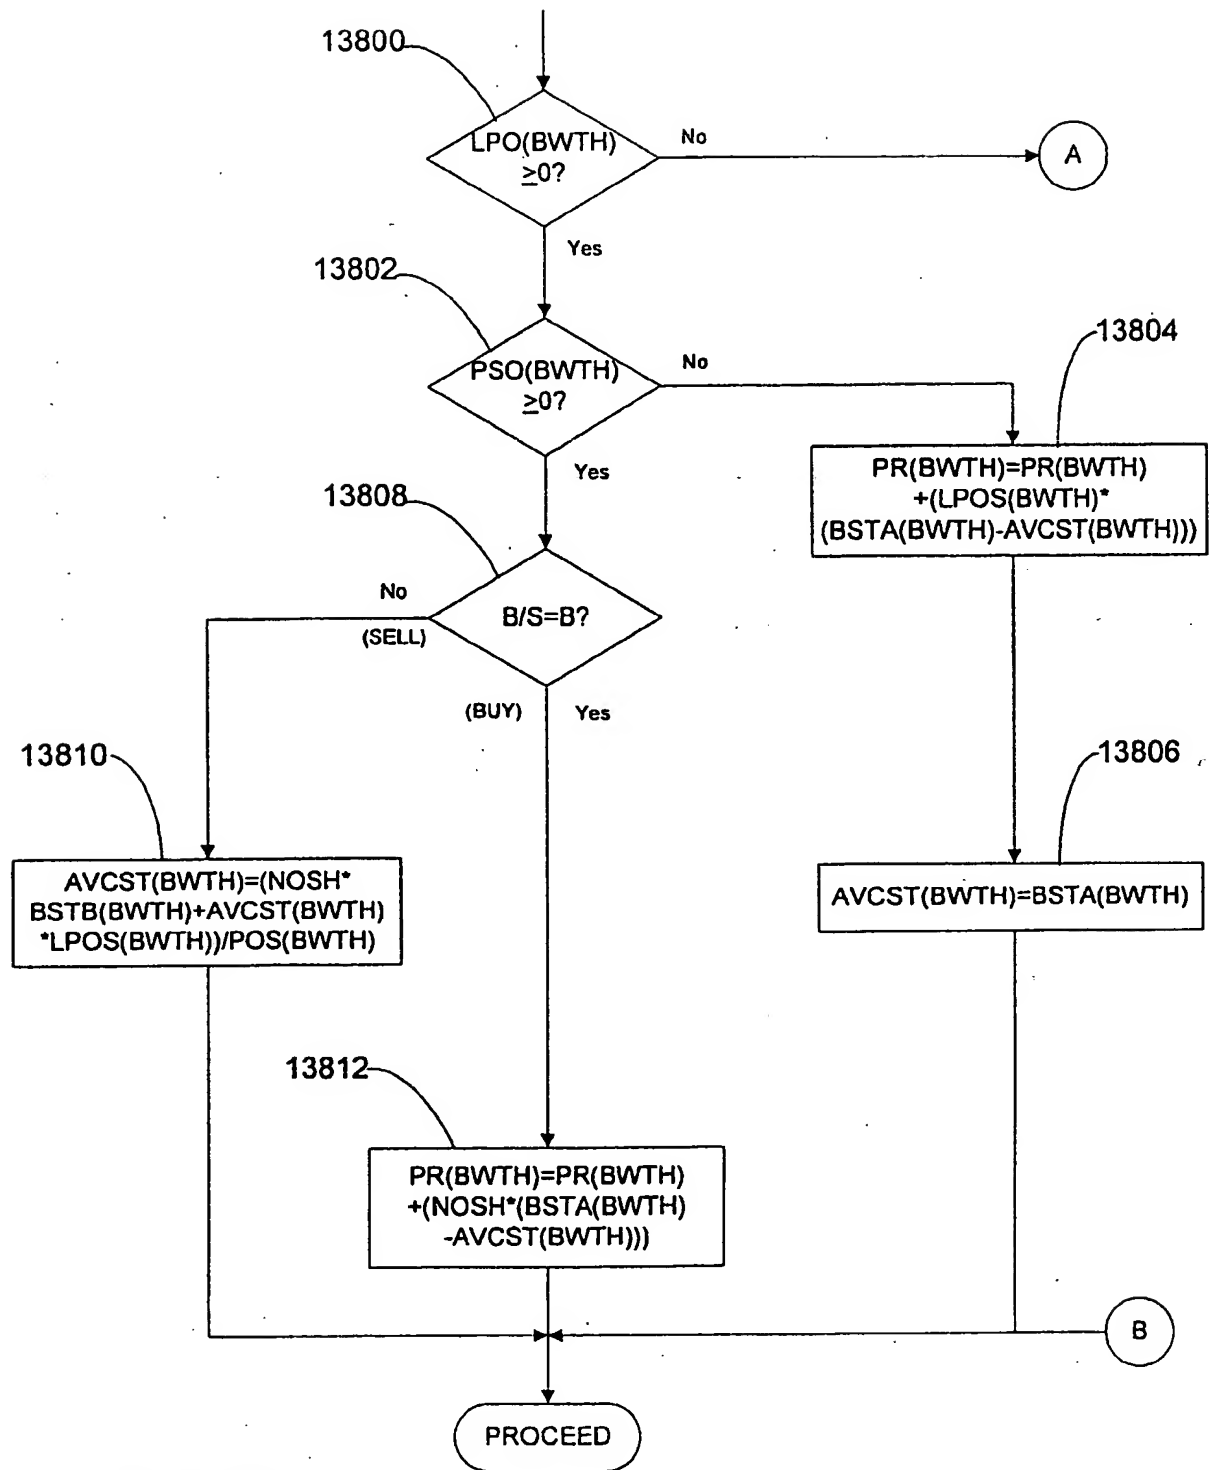 13800
LPO(BWTH)
≥0?
No
A
Yes
13802
PSO(BWTH)
≥0?
No
13804
PR(BWTH)=PR(BWTH)
+(LPOS(BWTH)*
(BSTA(BWTH)-AVCST(BWTH)))
Yes
13808
B/S=B?
No
(SELL)
(BUY) Yes
13810
AVCST(BWTH)=(NOSH*
BSTB(BWTH)+AVCST(BWTH)
*LPOS(BWTH))/POS(BWTH)
13806
AVCST(BWTH)=BSTA(BWTH)
13812
PR(BWTH)=PR(BWTH)
+(NOSH*(BSTA(BWTH)
-AVCST(BWTH)))
B
PROCEED